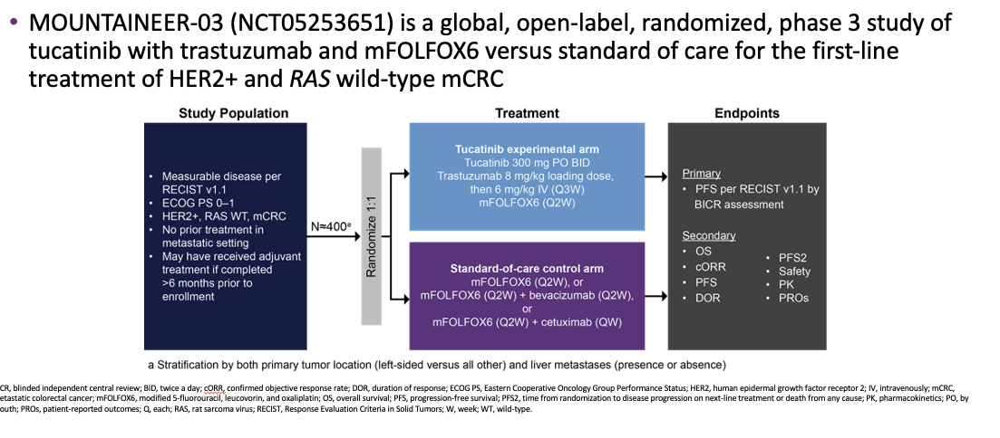 • MOUNTAINEER-03 (NCT05253651) is a global, open-label, randomized, phase 3 study of
tucatinib with trastuzumab and mFOLFOX6 versus standard of care for the first-line
treatment of HER2+ and RAS wild-type mCRC
Study Population
• Measurable disease per
RECIST v1.1
• ECOG PS 0–1
• HER2+, RAS WT, mCRC
• No prior treatment in
metastatic setting
• May have received adjuvant
treatment if completed
>6 months prior to
enrollment
N≈400ᵃ
Randomize 1:1
Treatment
Tucatinib experimental arm
Tucatinib 300 mg PO BID
Trastuzumab 8 mg/kg loading dose,
then 6 mg/kg IV (Q3W)
mFOLFOX6 (Q2W)
Standard-of-care control arm
mFOLFOX6 (Q2W), or
mFOLFOX6 (Q2W) + bevacizumab (Q2W),
or
mFOLFOX6 (Q2W) + cetuximab (QW)
Endpoints
Primary
• PFS per RECIST v1.1 by
BICR assessment
Secondary
• OS
• cORR
• PFS
• DOR
• PFS2
• Safety
• PK
• PROs
a Stratification by both primary tumor location (left-sided versus all other) and liver metastases (presence or absence)
CR, blinded independent central review; BID, twice a day; cORR, confirmed objective response rate; DOR, duration of response; ECOG PS, Eastern Cooperative Oncology Group Performance Status; HER2, human epidermal growth factor receptor 2; IV, intravenously; mCRC,
etastatic colorectal cancer; mFOLFOX6, modified 5-fluorouracil, leucovorin, and oxaliplatin; OS, overall survival; PFS, progression-free survival; PFS2, time from randomization to disease progression on next-line treatment or death from any cause; PK, pharmacokinetics; PO, by
outh; PROs, patient-reported outcomes; Q, each; RAS, rat sarcoma virus; RECIST, Response Evaluation Criteria in Solid Tumors; W, week; WT, wild-type.